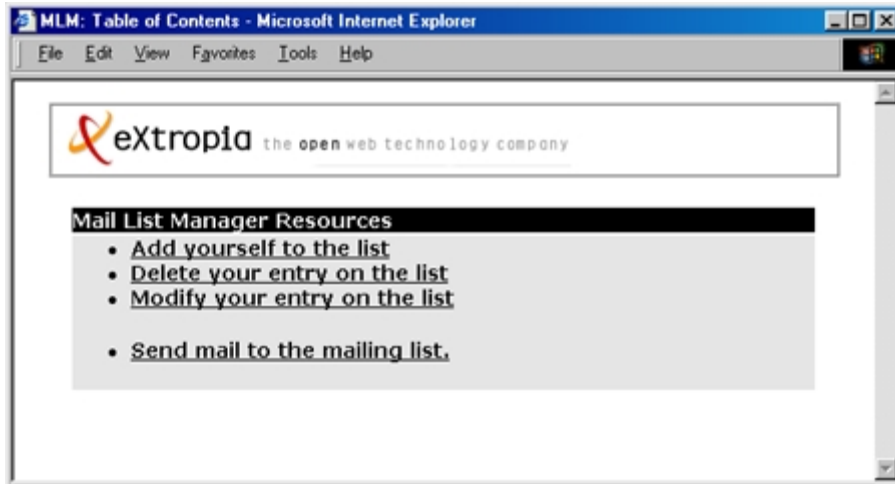 MLM: Table of Contents - Microsoft Internet Explorer
File Edit View Favorites Tools Help
eXtropia the open web technology company
Mail List Manager Resources
• Add yourself to the list
• Delete your entry on the list
• Modify your entry on the list
• Send mail to the mailing list.